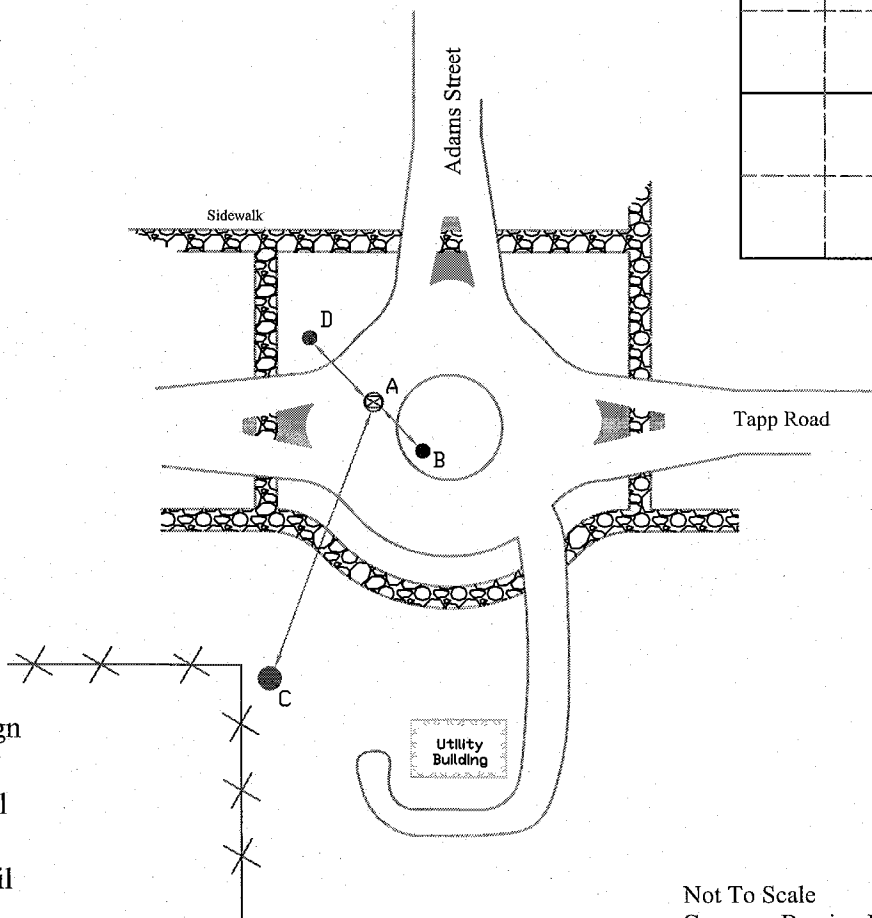 Adams Street
Sidewalk
D
A
Tapp Road
B
C
Utility
Building
Not To Scale